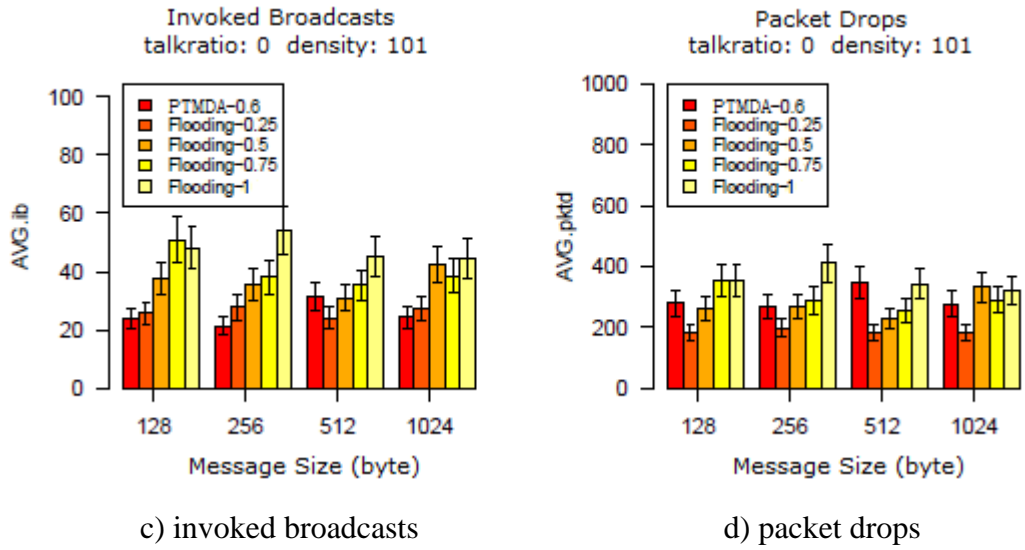 Invoked Broadcasts
talkratio: 0 density: 101
AVG.ib
100
80
60
40
20
0
PTMDA-0.6
Flooding-0.25
Flooding-0.5
Flooding-0.75
Flooding-1
128 256 512 1024
Message Size (byte)
c) invoked broadcasts
Packet Drops
talkratio: 0 density: 101
AVG.pktd
1000
800
600
400
200
0
PTMDA-0.6
Flooding-0.25
Flooding-0.5
Flooding-0.75
Flooding-1
128 256 512 1024
Message Size (byte)
d) packet drops